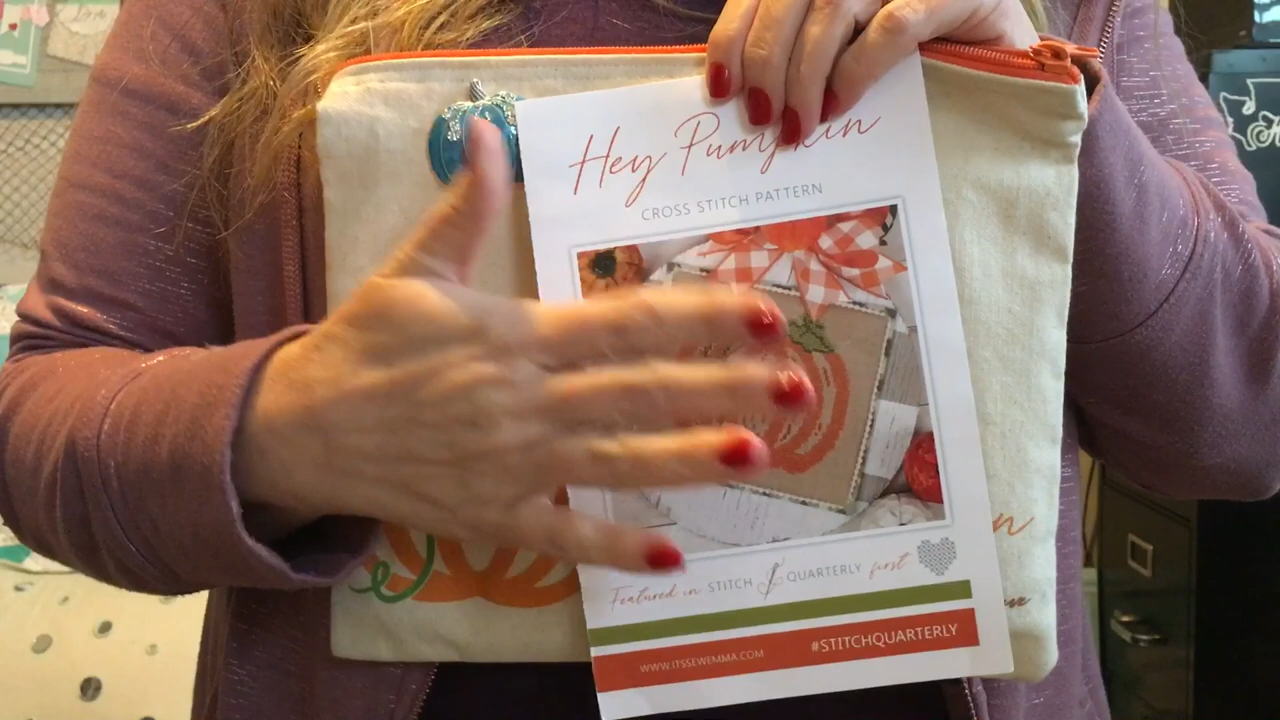 Hey Pumpkin
CROSS STITCH PATTERN
Featured in STITCH QUARTERLY first
WWW.ITSSEWEMMA.COM #STITCHQUARTERLY